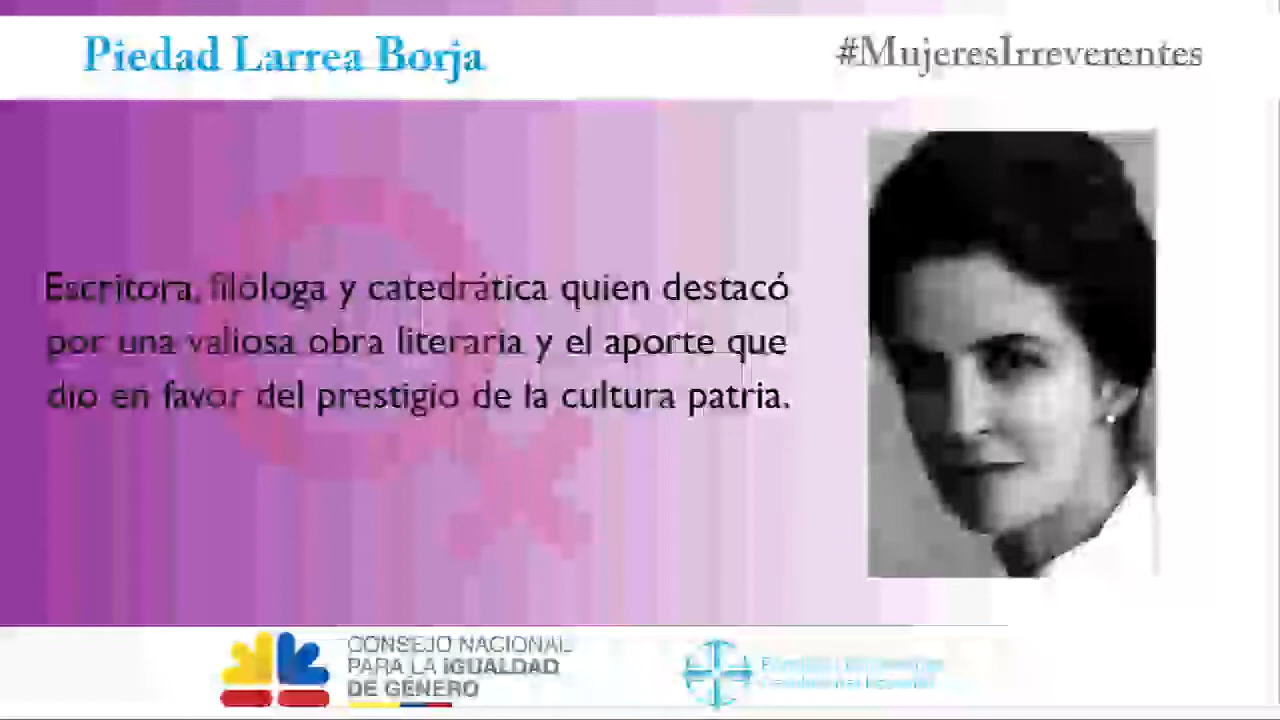 Piedad Larrea Borja
#MujeresIrreverentes
Escritora, filóloga y catedrática quien destacó
por una valiosa obra literaria y el aporte que
dio en favor del prestigio de la cultura patria.
CONSEJO NACIONAL
PARA LA IGUALDAD
DE GÉNERO